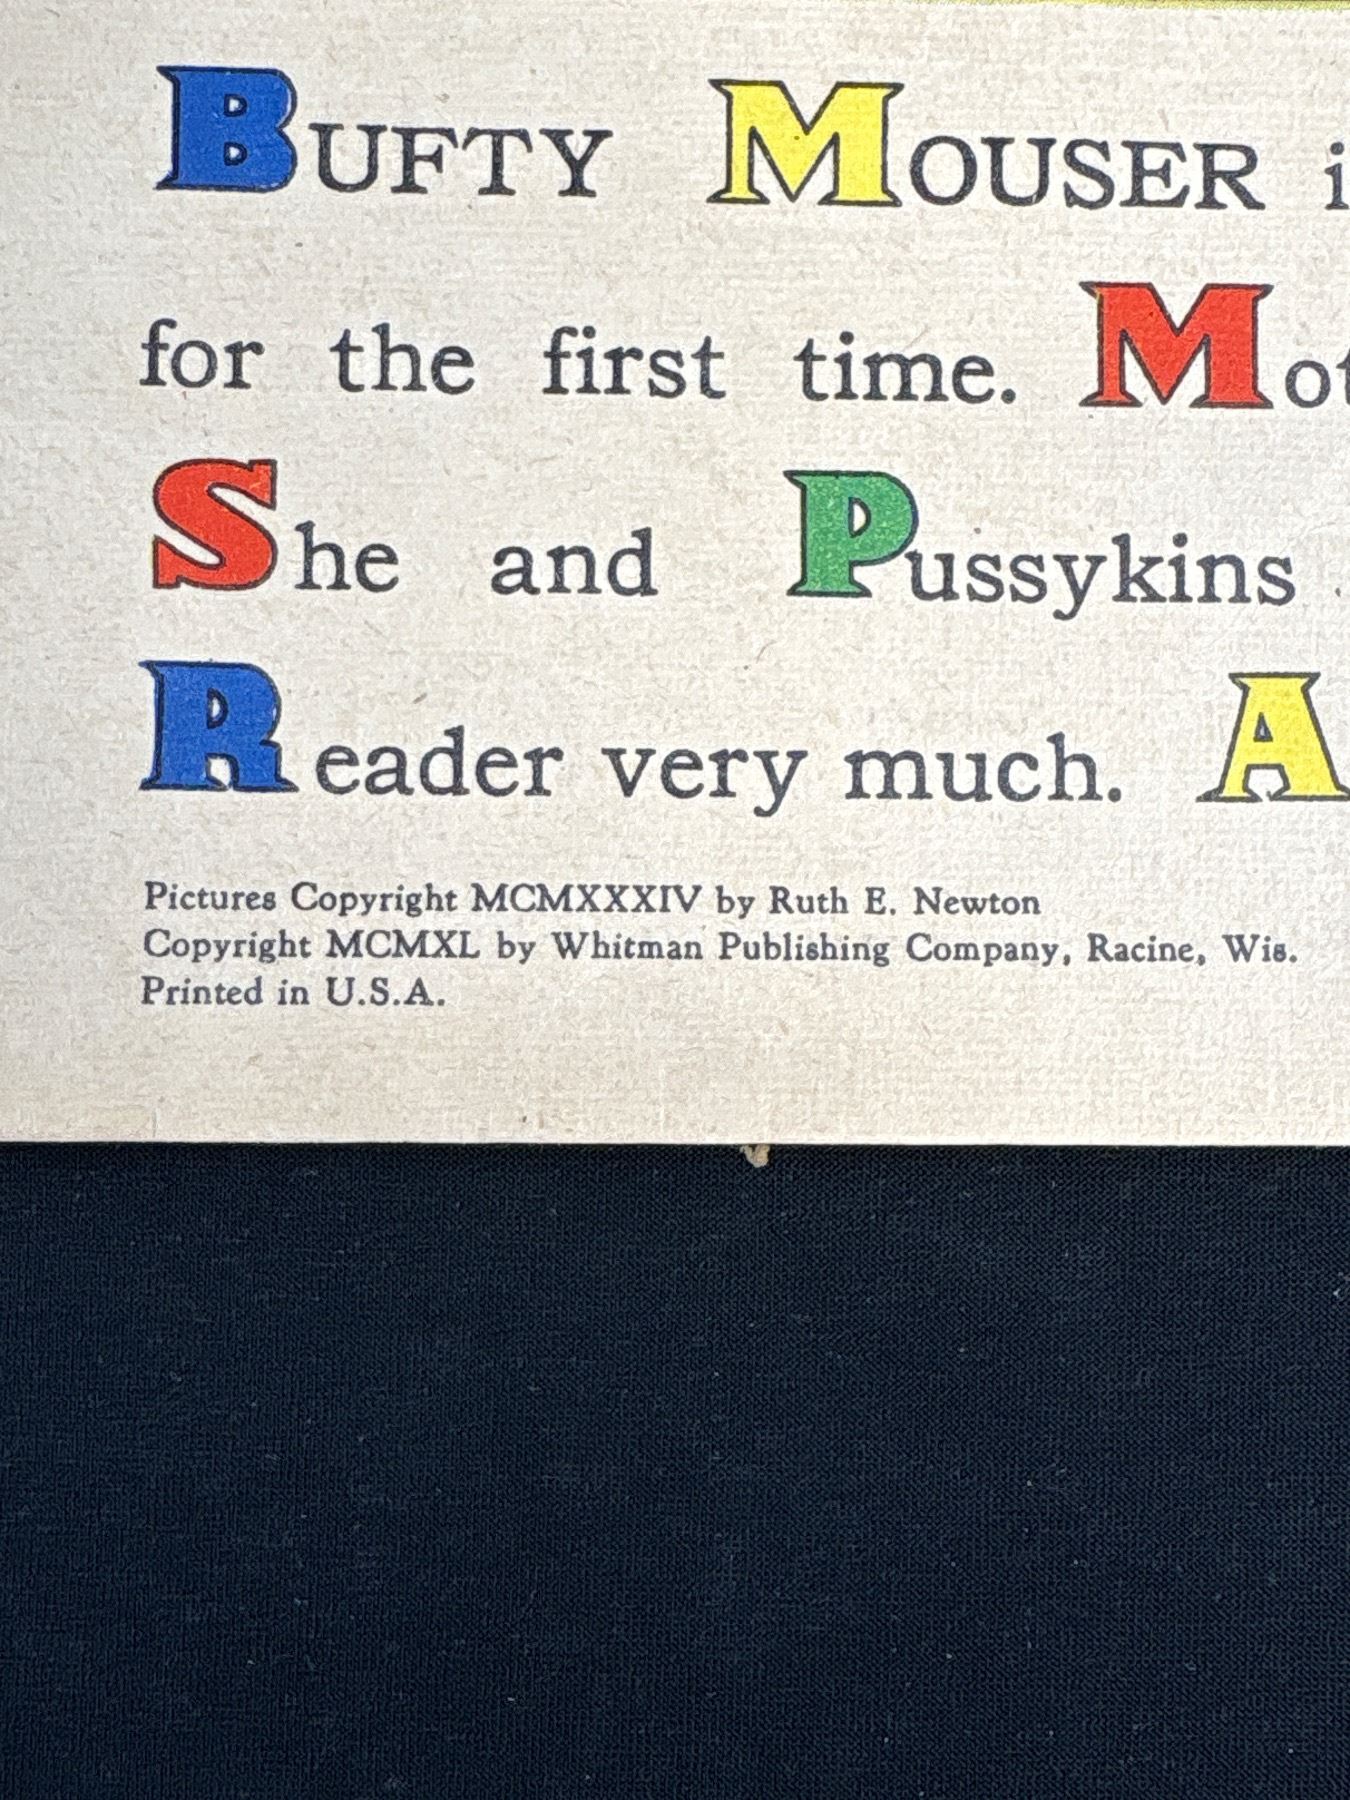 BUFTY MOUSER
for the first time.
She and Pussykins
Reader very much. A
Pictures Copyright MCMXXXIV by Ruth E. Newton
Copyright MCMXL by Whitman Publishing Company, Racine, Wis.
Printed in U.S.A.